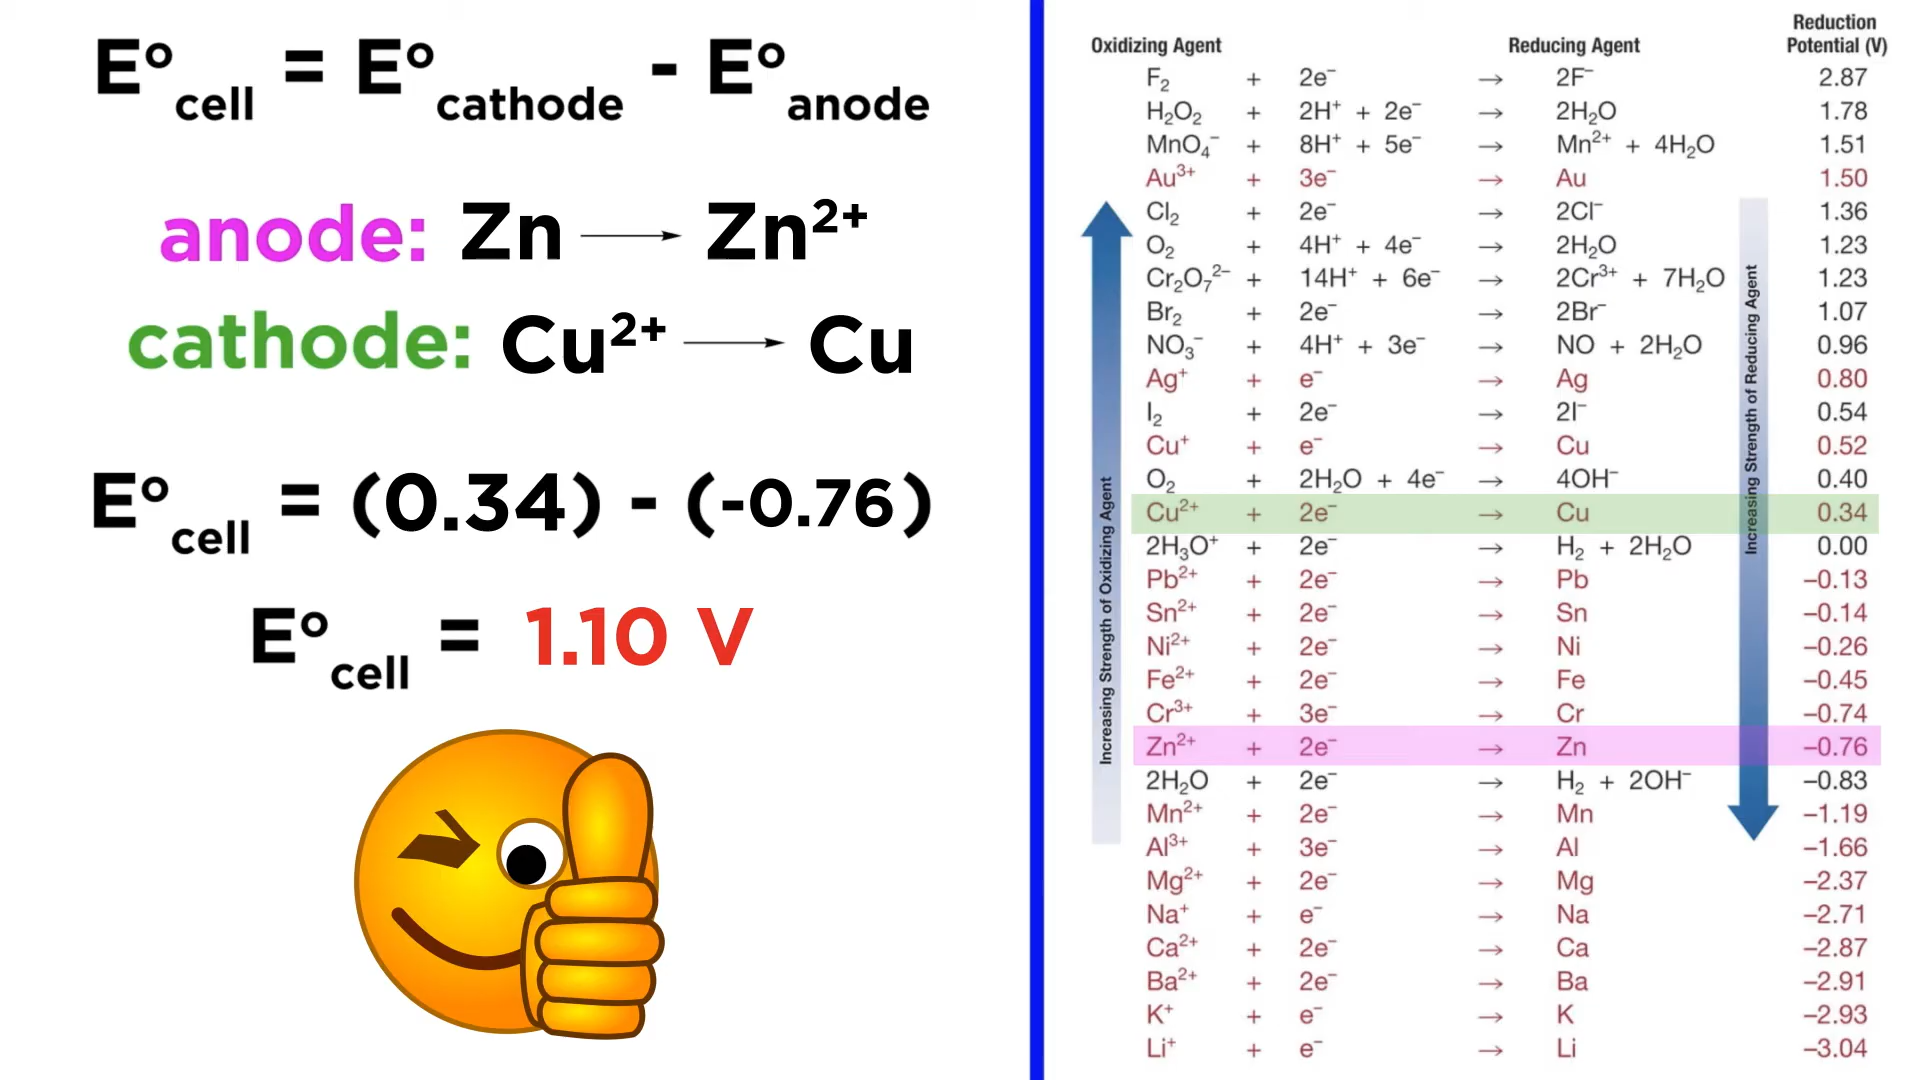 E°cell = E°cathode - E°anode
anode: Zn → Zn²⁺
cathode: Cu²⁺ → Cu
E°cell = (0.34) - (-0.76)
E°cell = 1.10 V
Oxidizing Agent Reducing Agent Reduction Potential (V)
F₂ + 2e⁻ → 2F⁻ 2.87
H₂O₂ + 2H⁺ + 2e⁻ → 2H₂O 1.78
MnO₄⁻ + 8H⁺ + 5e⁻ → Mn²⁺ + 4H₂O 1.51
Au³⁺ + 3e⁻ → Au 1.50
Cl₂ + 2e⁻ → 2Cl⁻ 1.36
O₂ + 4H⁺ + 4e⁻ → 2H₂O 1.23
Cr₂O₇²⁻ + 14H⁺ + 6e⁻ → 2Cr³⁺ + 7H₂O 1.23
Br₂ + 2e⁻ → 2Br⁻ 1.07
NO₃⁻ + 4H⁺ + 3e⁻ → NO + 2H₂O 0.96
Ag⁺ + e⁻ → Ag 0.80
I₂ + 2e⁻ → 2I⁻ 0.54
Cu⁺ + e⁻ → Cu 0.52
O₂ + 2H₂O + 4e⁻ → 4OH⁻ 0.40
Cu²⁺ + 2e⁻ → Cu 0.34
2H₃O⁺ + 2e⁻ → H₂ + 2H₂O 0.00
Pb²⁺ + 2e⁻ → Pb –0.13
Sn²⁺ + 2e⁻ → Sn –0.14
Ni²⁺ + 2e⁻ → Ni –0.26
Fe²⁺ + 2e⁻ → Fe –0.45
Cr³⁺ + 3e⁻ → Cr –0.74
Zn²⁺ + 2e⁻ → Zn –0.76
2H₂O + 2e⁻ → H₂ + 2OH⁻ –0.83
Mn²⁺ + 2e⁻ → Mn –1.19
Al³⁺ + 3e⁻ → Al –1.66
Mg²⁺ + 2e⁻ → Mg –2.37
Na⁺ + e⁻ → Na –2.71
Ca²⁺ + 2e⁻ → Ca –2.87
Ba²⁺ + 2e⁻ → Ba –2.91
K⁺ + e⁻ → K –2.93
Li⁺ + e⁻ → Li –3.04
Increasing Strength of Oxidizing Agent
Increasing Strength of Reducing Agent